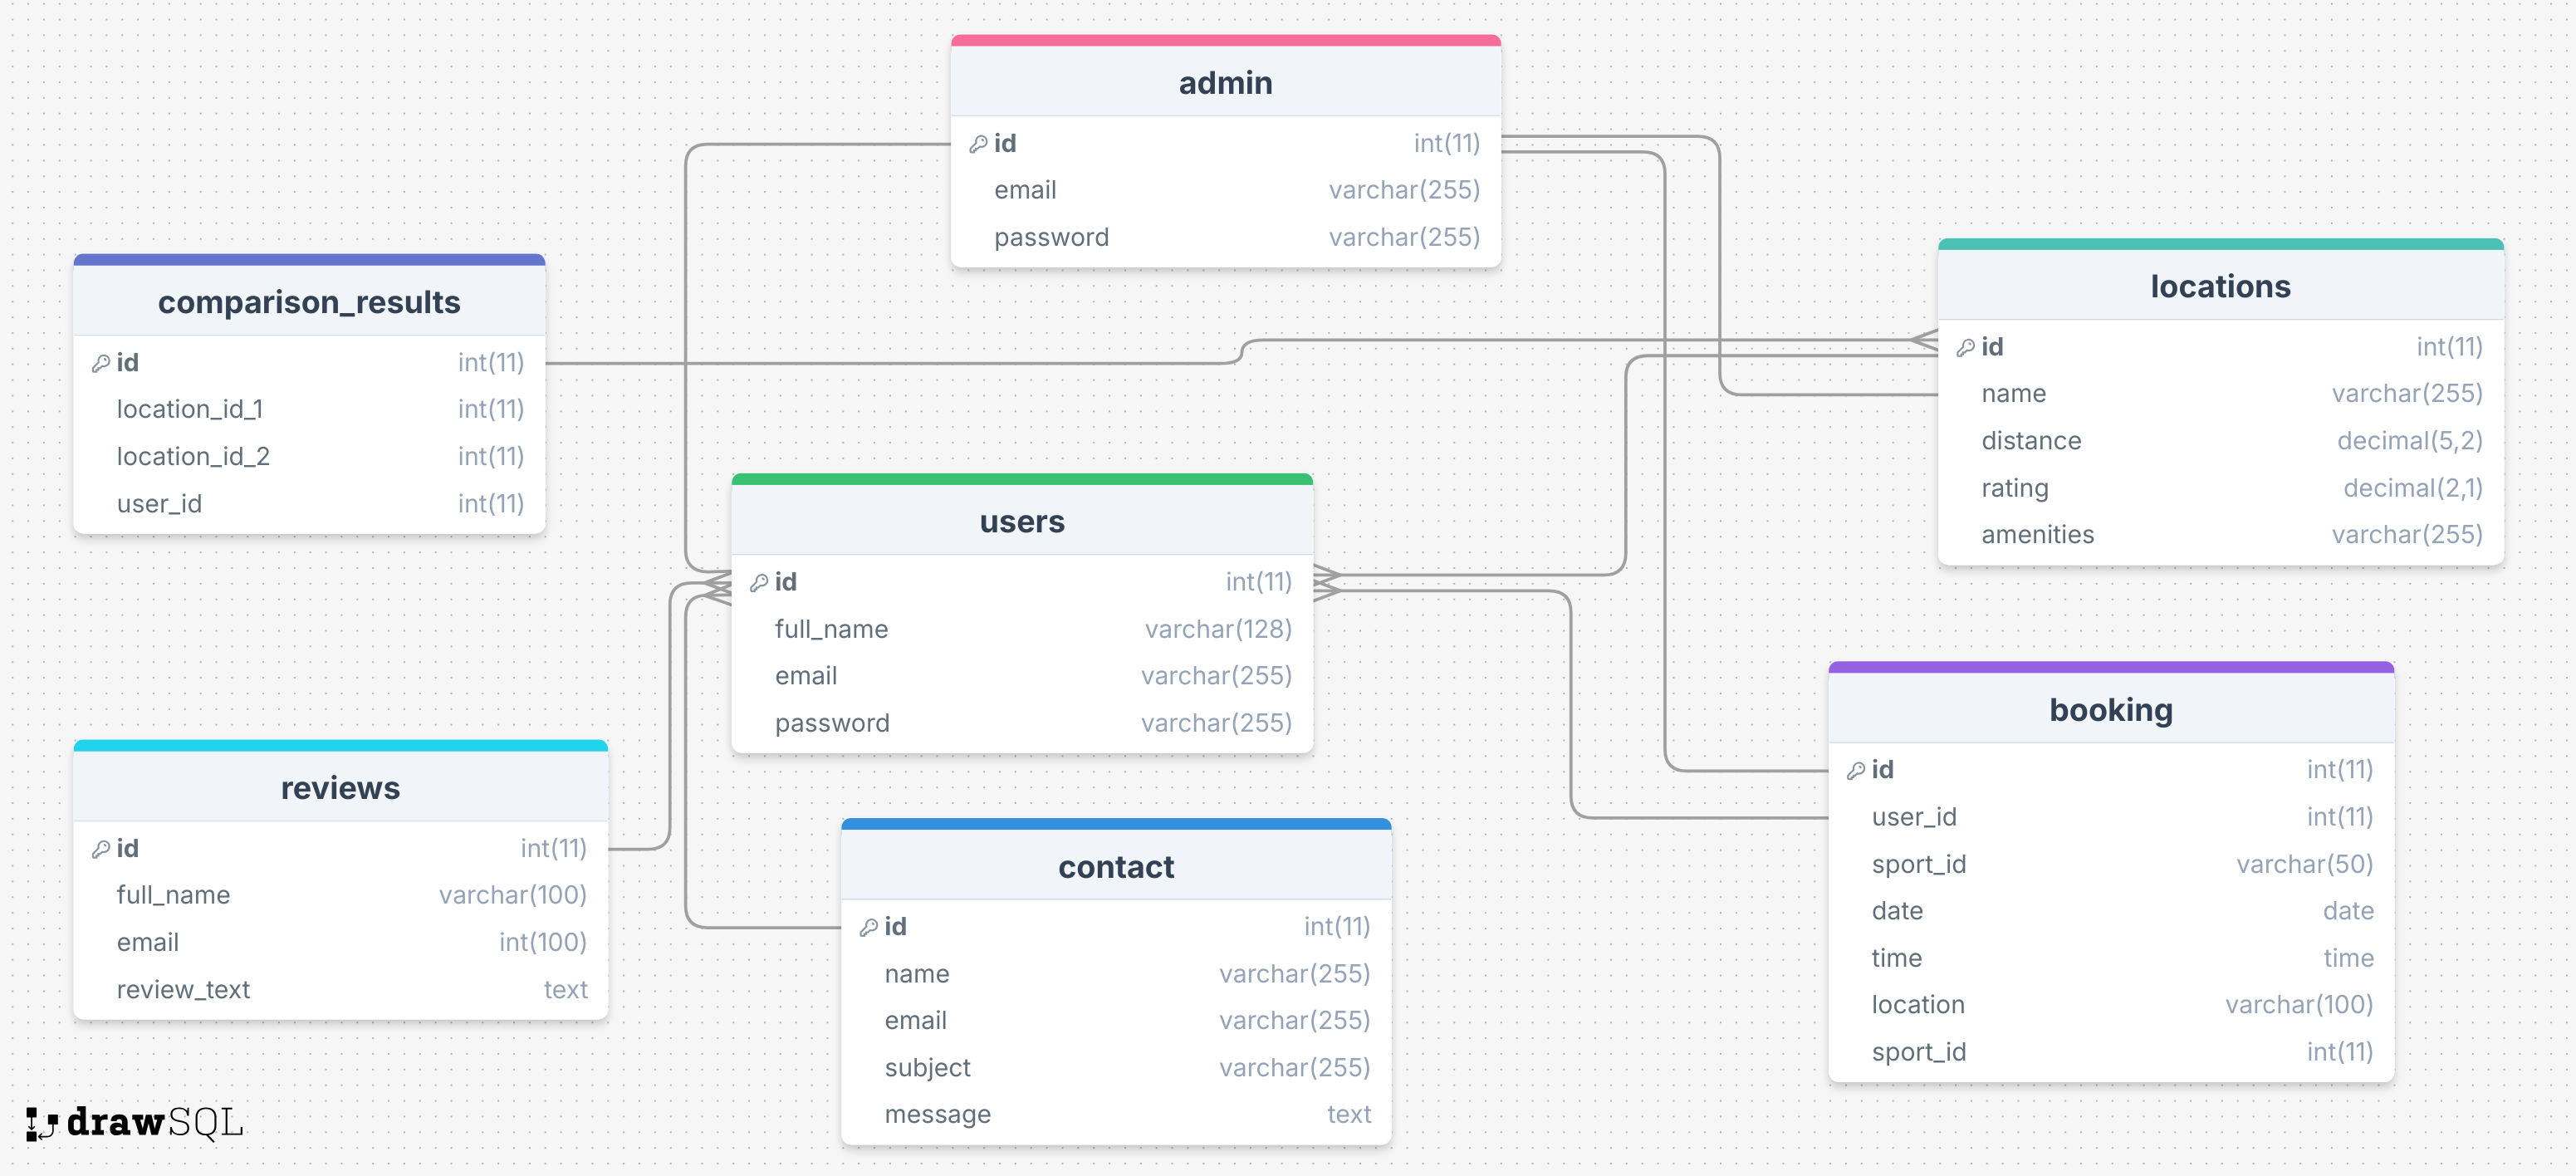 admin
id int(11)
email varchar(255)
password varchar(255)
comparison_results
id int(11)
location_id_1 int(11)
location_id_2 int(11)
user_id int(11)
locations
id int(11)
name varchar(255)
distance decimal(5,2)
rating decimal(2,1)
amenities varchar(255)
users
id int(11)
full_name varchar(128)
email varchar(255)
password varchar(255)
booking
id int(11)
user_id int(11)
sport_id varchar(50)
date date
time time
location varchar(100)
sport_id int(11)
reviews
id int(11)
full_name varchar(100)
email int(100)
review_text text
contact
id int(11)
name varchar(255)
email varchar(255)
subject varchar(255)
message text
drawSQL